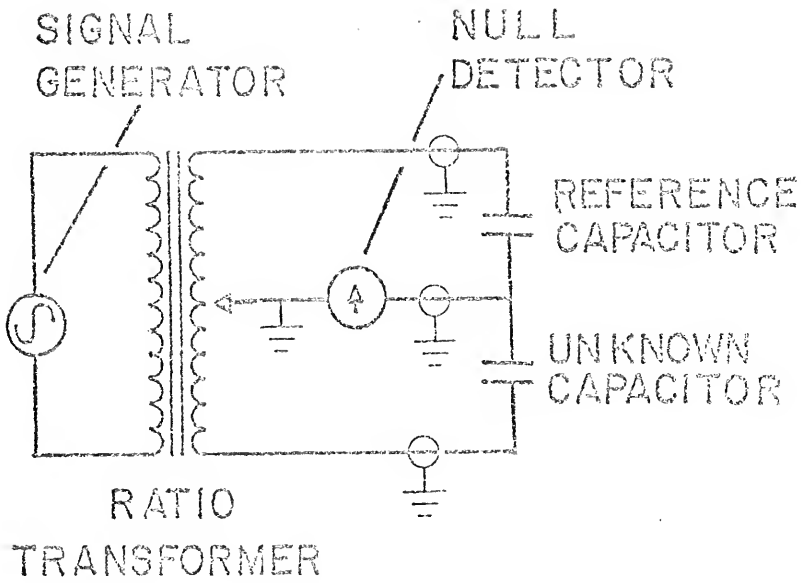 SIGNAL
GENERATOR
NULL
DETECTOR
REFERENCE
CAPACITOR
UNKNOWN
CAPACITOR
RATIO
TRANSFORMER